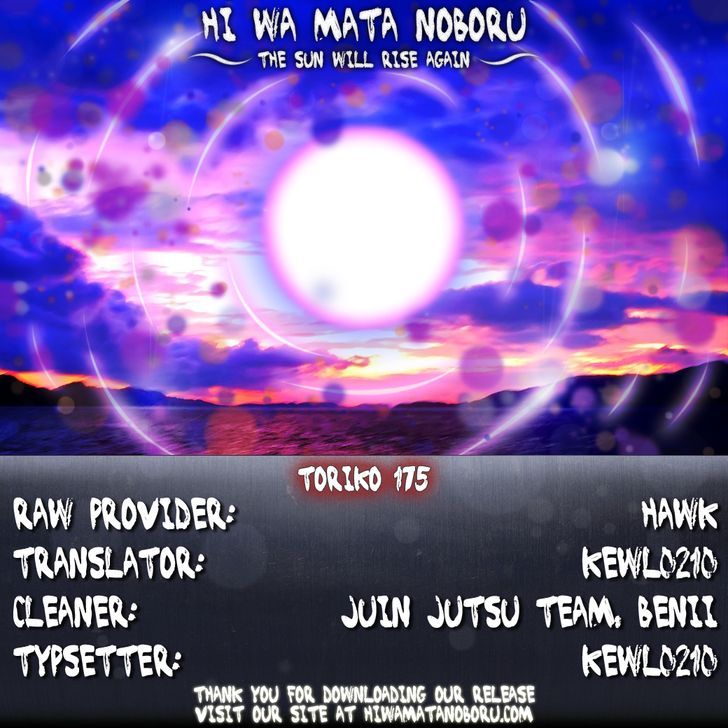 HI WA MATA NOBORU
THE SUN WILL RISE AGAIN
TORIKO 175
RAW PROVIDER: HAWK
TRANSLATOR: KEWL0210
CLEANER: JUIN JUTSU TEAM, BENII
TYPSETTER: KEWL0210
THANK YOU FOR DOWNLOADING OUR RELEASE
VISIT OUR SITE AT HIWAMATANOBORU.COM